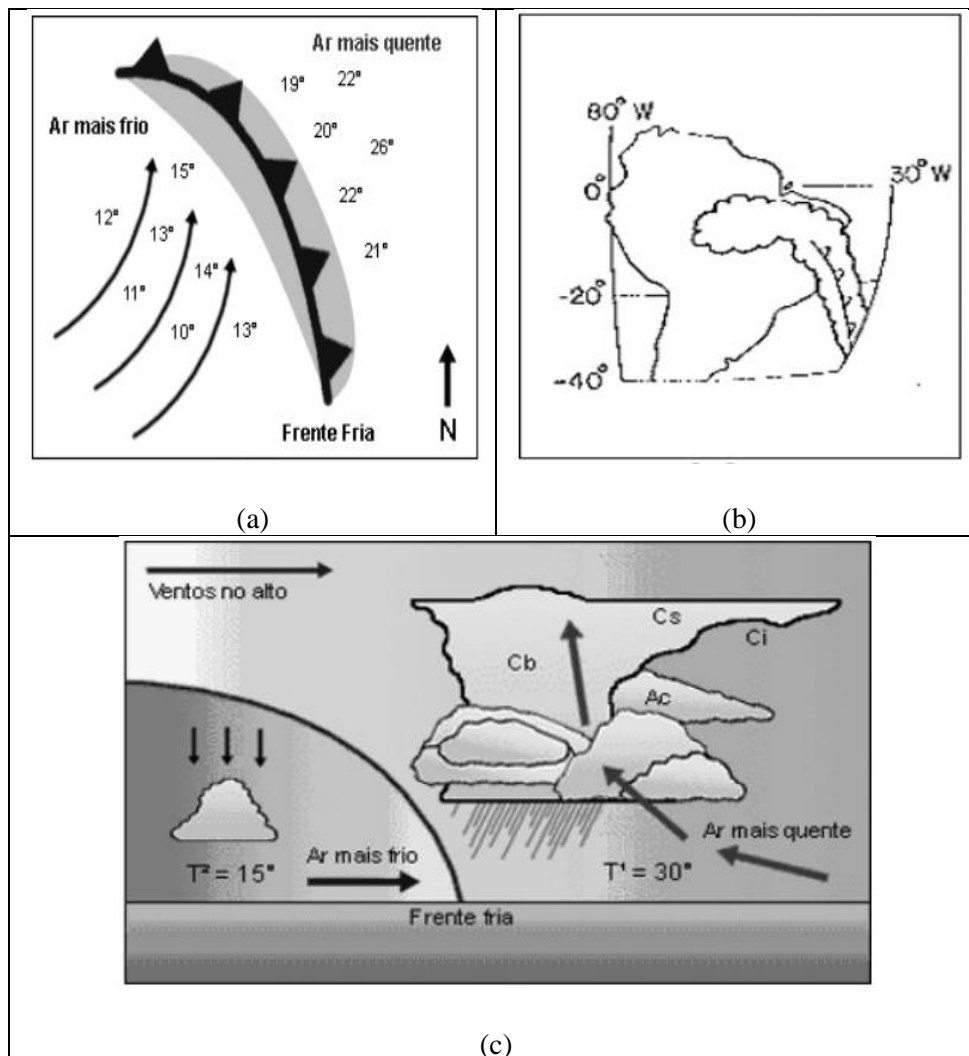 Ar mais quente
19° 22°
Ar mais frio
20°
15°
26°
12°
13°
22°
14°
21°
11°
10°
13°
Frente Fria
N
(a)
80° W
0°
30° W
-20°
-40°
(b)
Ventos no alto
Cs
Ci
Cb
Ac
Ar mais quente
Ar mais frio
T² = 15°
T¹ = 30°
Frente fria
(c)